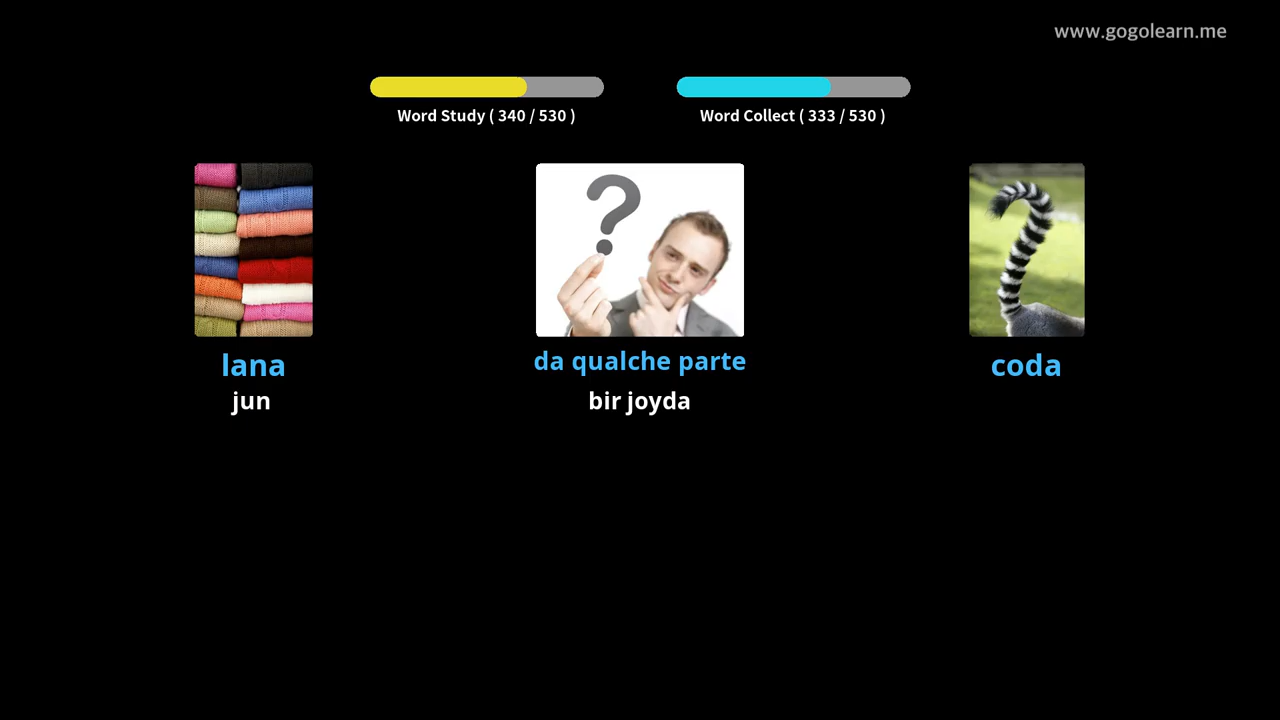 www.gogolearn.me
Word Study ( 340 / 530 )
Word Collect ( 333 / 530 )
lana
jun
da qualche parte
bir joyda
coda